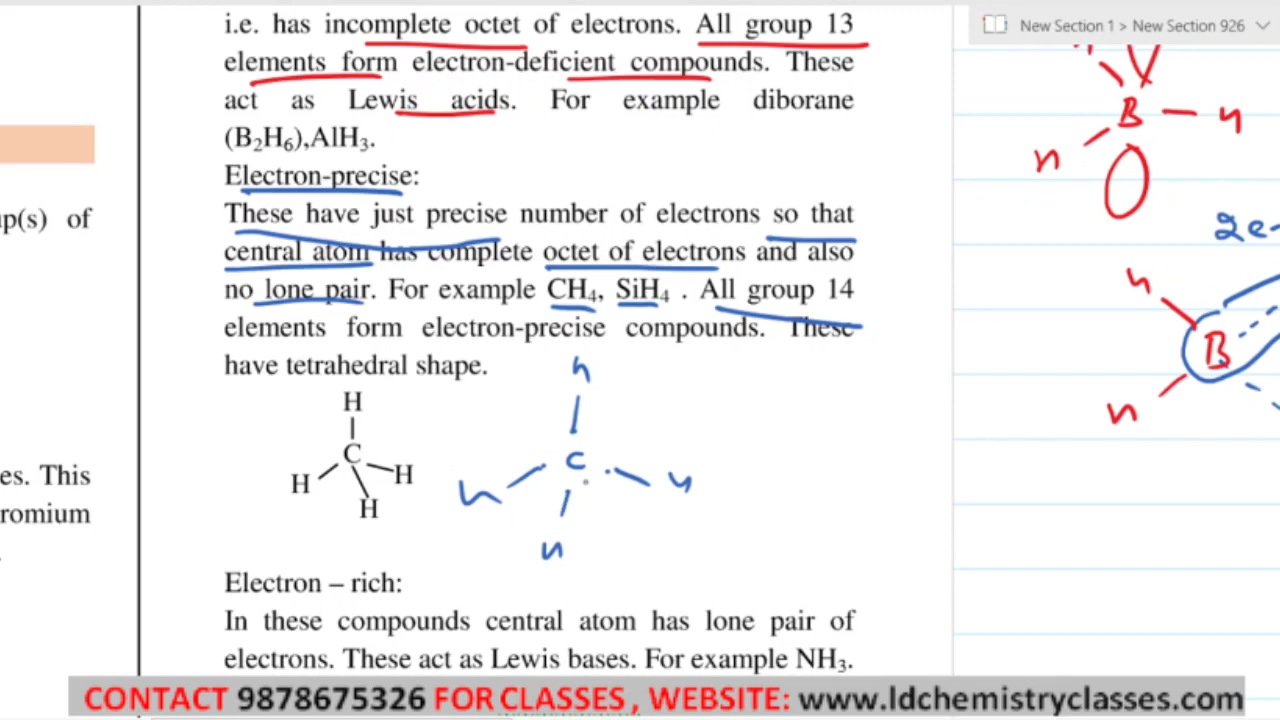 i.e. has incomplete octet of electrons. All group 13
elements form electron-deficient compounds. These
act as Lewis acids. For example diborane
(B₂H₆),AlH₃.
Electron-precise:
These have just precise number of electrons so that
central atom has complete octet of electrons and also
no lone pair. For example CH₄, SiH₄ . All group 14
elements form electron-precise compounds. These
have tetrahedral shape.
H
C
H H
H
h
c
h h
n
Electron – rich:
In these compounds central atom has lone pair of
electrons. These act as Lewis bases. For example NH₃.
up(s) of
es. This
romium
New Section 1 > New Section 926
B
n
2e-
B
n
CONTACT 9878675326 FOR CLASSES , WEBSITE: www.ldchemistryclasses.com